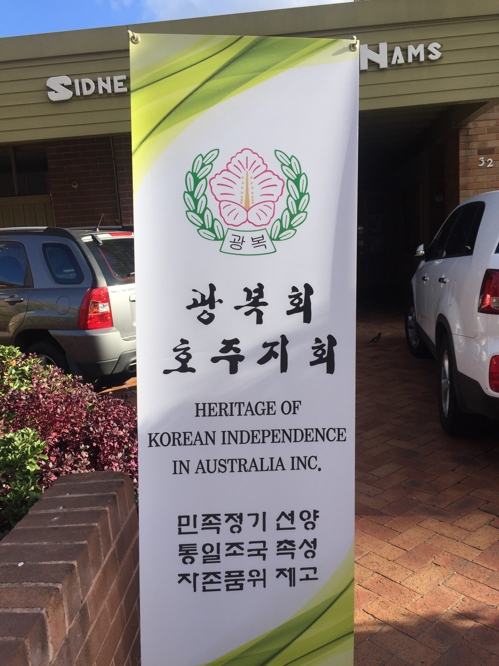 SIDNE
NAMS
32
광복
광복회
호주지회
HERITAGE OF
KOREAN INDEPENDENCE
IN AUSTRALIA INC.
민족정기 선양
통일조국 촉성
자존품위 제고